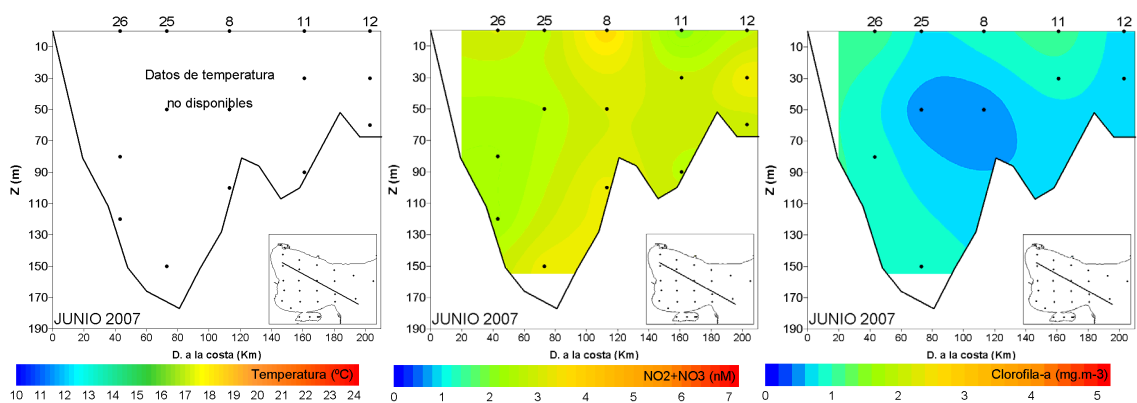 26 25 8 11 12
Datos de temperatura
no disponibles
Z (m)
10
30
50
70
90
110
130
150
170
190
JUNIO 2007
0 20 40 60 80 100 120 140 160 180 200
D. a la costa (Km)
Temperatura (ºC)
10 11 12 13 14 15 16 17 18 19 20 21 22 23 24
26 25 8 11 12
Z (m)
10
30
50
70
90
110
130
150
170
190
JUNIO 2007
0 20 40 60 80 100 120 140 160 180 200
D. a la costa (Km)
NO2+NO3 (nM)
0 1 2 3 4 5 6 7
26 25 8 11 12
Z (m)
10
30
50
70
90
110
130
150
170
190
JUNIO 2007
0 20 40 60 80 100 120 140 160 180 200
D. a la costa (Km)
Clorofila-a (mg.m-3)
0 1 2 3 4 5